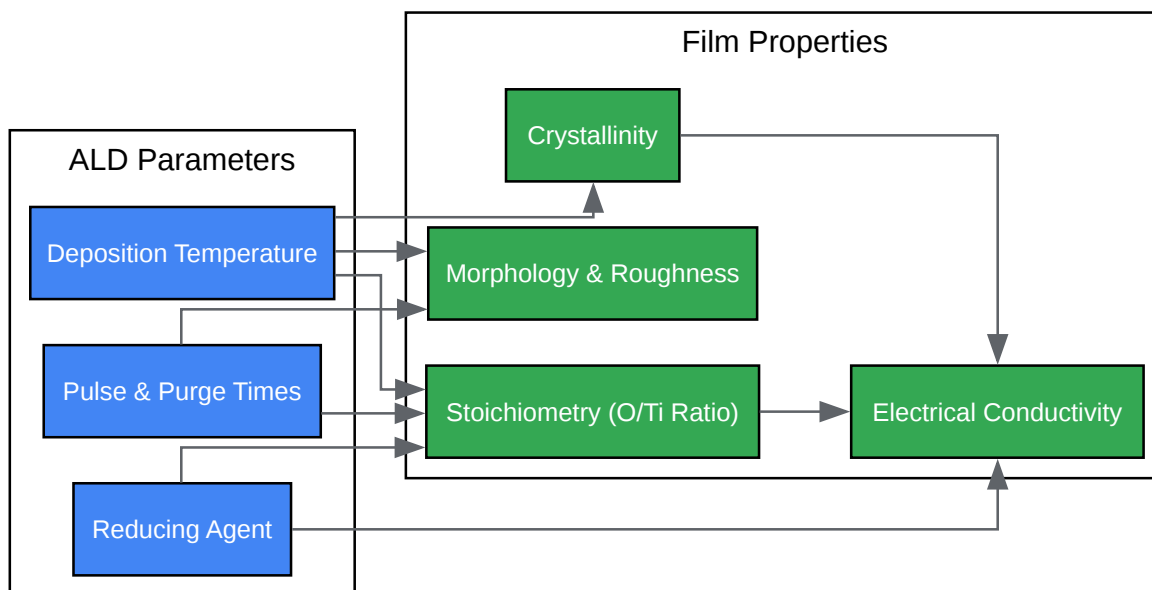 ALD Parameters
Deposition Temperature
Pulse & Purge Times
Reducing Agent
Film Properties
Crystallinity
Morphology & Roughness
Stoichiometry (O/Ti Ratio)
Electrical Conductivity